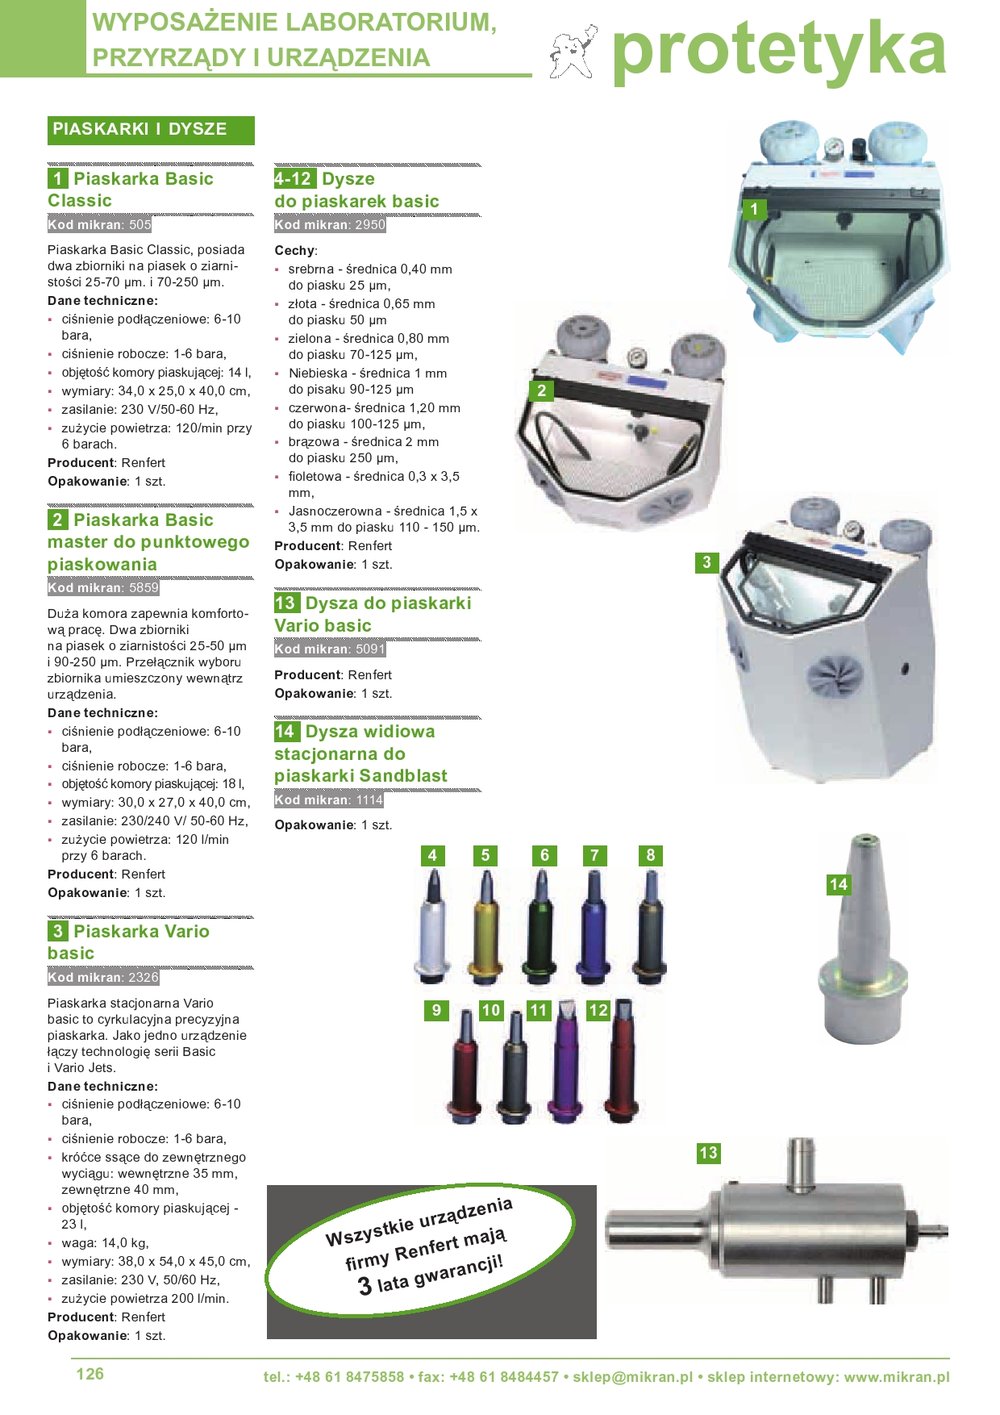 WYPOSAŻENIE LABORATORIUM,
PRZYRZĄDY I URZĄDZENIA
protetyka
PIASKARKI I DYSZE
1 Piaskarka Basic
Classic
Kod mikran: 505
Piaskarka Basic Classic, posiada
dwa zbiorniki na piasek o ziarni-
stości 25-70 µm. i 70-250 µm.
Dane techniczne:
▪ ciśnienie podłączeniowe: 6-10
bara,
▪ ciśnienie robocze: 1-6 bara,
▪ objętość komory piaskującej: 14 l,
▪ wymiary: 34,0 x 25,0 x 40,0 cm,
▪ zasilanie: 230 V/50-60 Hz,
▪ zużycie powietrza: 120/min przy
6 barach.
Producent: Renfert
Opakowanie: 1 szt.
2 Piaskarka Basic
master do punktowego
piaskowania
Kod mikran: 5859
Duża komora zapewnia komforto-
wą pracę. Dwa zbiorniki
na piasek o ziarnistości 25-50 µm
i 90-250 µm. Przełącznik wyboru
zbiornika umieszczony wewnątrz
urządzenia.
Dane techniczne:
▪ ciśnienie podłączeniowe: 6-10
bara,
▪ ciśnienie robocze: 1-6 bara,
▪ objętość komory piaskującej: 18 l,
▪ wymiary: 30,0 x 27,0 x 40,0 cm,
▪ zasilanie: 230/240 V/ 50-60 Hz,
▪ zużycie powietrza: 120 l/min
przy 6 barach.
Producent: Renfert
Opakowanie: 1 szt.
3 Piaskarka Vario
basic
Kod mikran: 2326
Piaskarka stacjonarna Vario
basic to cyrkulacyjna precyzyjna
piaskarka. Jako jedno urządzenie
łączy technologię serii Basic
i Vario Jets.
Dane techniczne:
▪ ciśnienie podłączeniowe: 6-10
bara,
▪ ciśnienie robocze: 1-6 bara,
▪ króćce ssące do zewnętrznego
wyciągu: wewnętrzne 35 mm,
zewnętrzne 40 mm,
▪ objętość komory piaskującej -
23 l,
▪ waga: 14,0 kg,
▪ wymiary: 38,0 x 54,0 x 45,0 cm,
▪ zasilanie: 230 V, 50/60 Hz,
▪ zużycie powietrza 200 l/min.
Producent: Renfert
Opakowanie: 1 szt.
4-12 Dysze
do piaskarek basic
Kod mikran: 2950
Cechy:
▪ srebrna - średnica 0,40 mm
do piasku 25 µm,
▪ złota - średnica 0,65 mm
do piasku 50 µm
▪ zielona - średnica 0,80 mm
do piasku 70-125 µm,
▪ Niebieska - średnica 1 mm
do pisaku 90-125 µm
▪ czerwona- średnica 1,20 mm
do piasku 100-125 µm,
▪ brązowa - średnica 2 mm
do piasku 250 µm,
▪ fioletowa - średnica 0,3 x 3,5
mm,
▪ Jasnoczerowna - średnica 1,5 x
3,5 mm do piasku 110 - 150 µm.
Producent: Renfert
Opakowanie: 1 szt.
13 Dysza do piaskarki
Vario basic
Kod mikran: 5091
Producent: Renfert
Opakowanie: 1 szt.
14 Dysza widiowa
stacjonarna do
piaskarki Sandblast
Kod mikran: 1114
Opakowanie: 1 szt.
1
2
3
4 5 6 7 8
14
9 10 11 12
13
Wszystkie urządzenia
firmy Renfert mają
3 lata gwarancji!
126
tel.: +48 61 8475858 • fax: +48 61 8484457 • sklep@mikran.pl • sklep internetowy: www.mikran.pl